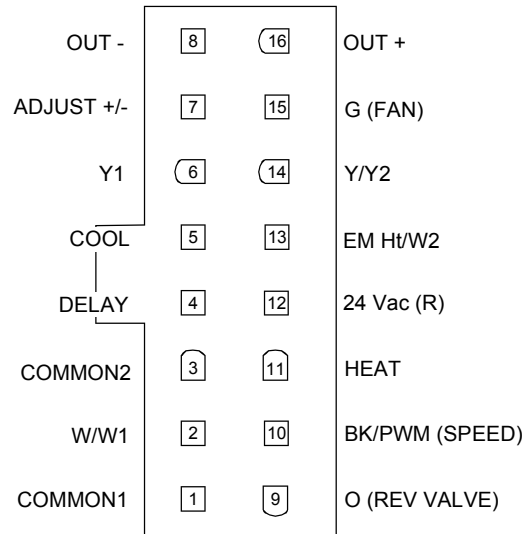 OUT - 8 16 OUT +
ADJUST +/- 7 15 G (FAN)
Y1 6 14 Y/Y2
COOL 5 13 EM Ht/W2
DELAY 4 12 24 Vac (R)
COMMON2 3 11 HEAT
W/W1 2 10 BK/PWM (SPEED)
COMMON1 1 9 O (REV VALVE)